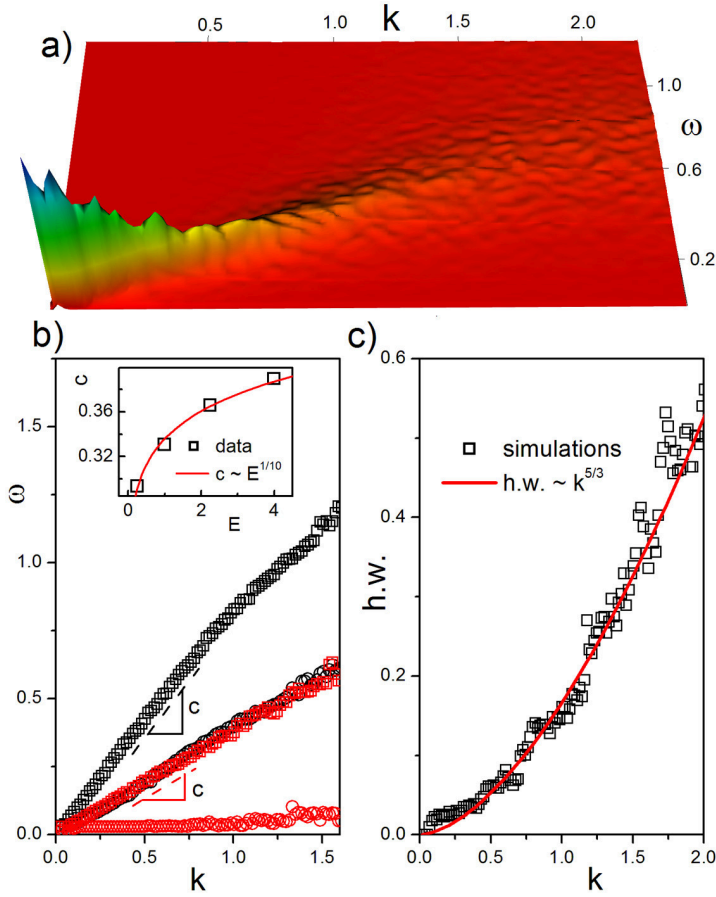 a)
k
0.5 1.0 1.5 2.0
1.0
ω
0.6
0.2
b)
c)
c
0.36
0.32
0 2 4
E
data
c ~ E^{1/10}
ω
1.5
1.0
0.5
0.0
c
c
0.0 0.5 1.0 1.5
k
h.w.
0.6
0.4
0.2
0.0
simulations
h.w. ~ k^{5/3}
0.0 0.5 1.0 1.5 2.0
k